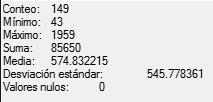 Conteo: 149
Mínimo: 43
Máximo: 1959
Suma: 85650
Media: 574.832215
Desviación estándar: 545.778361
Valores nulos: 0